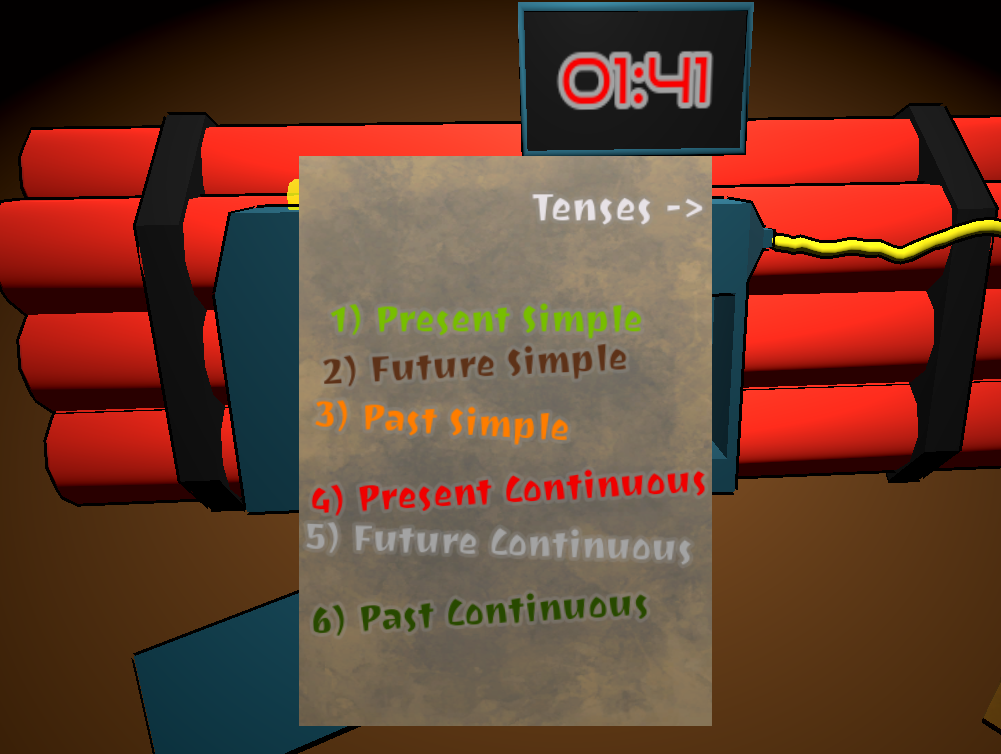 01:41
Tenses ->
1) Present Simple
2) Future Simple
3) Past Simple
4) Present Continuous
5) Future Continuous
6) Past Continuous